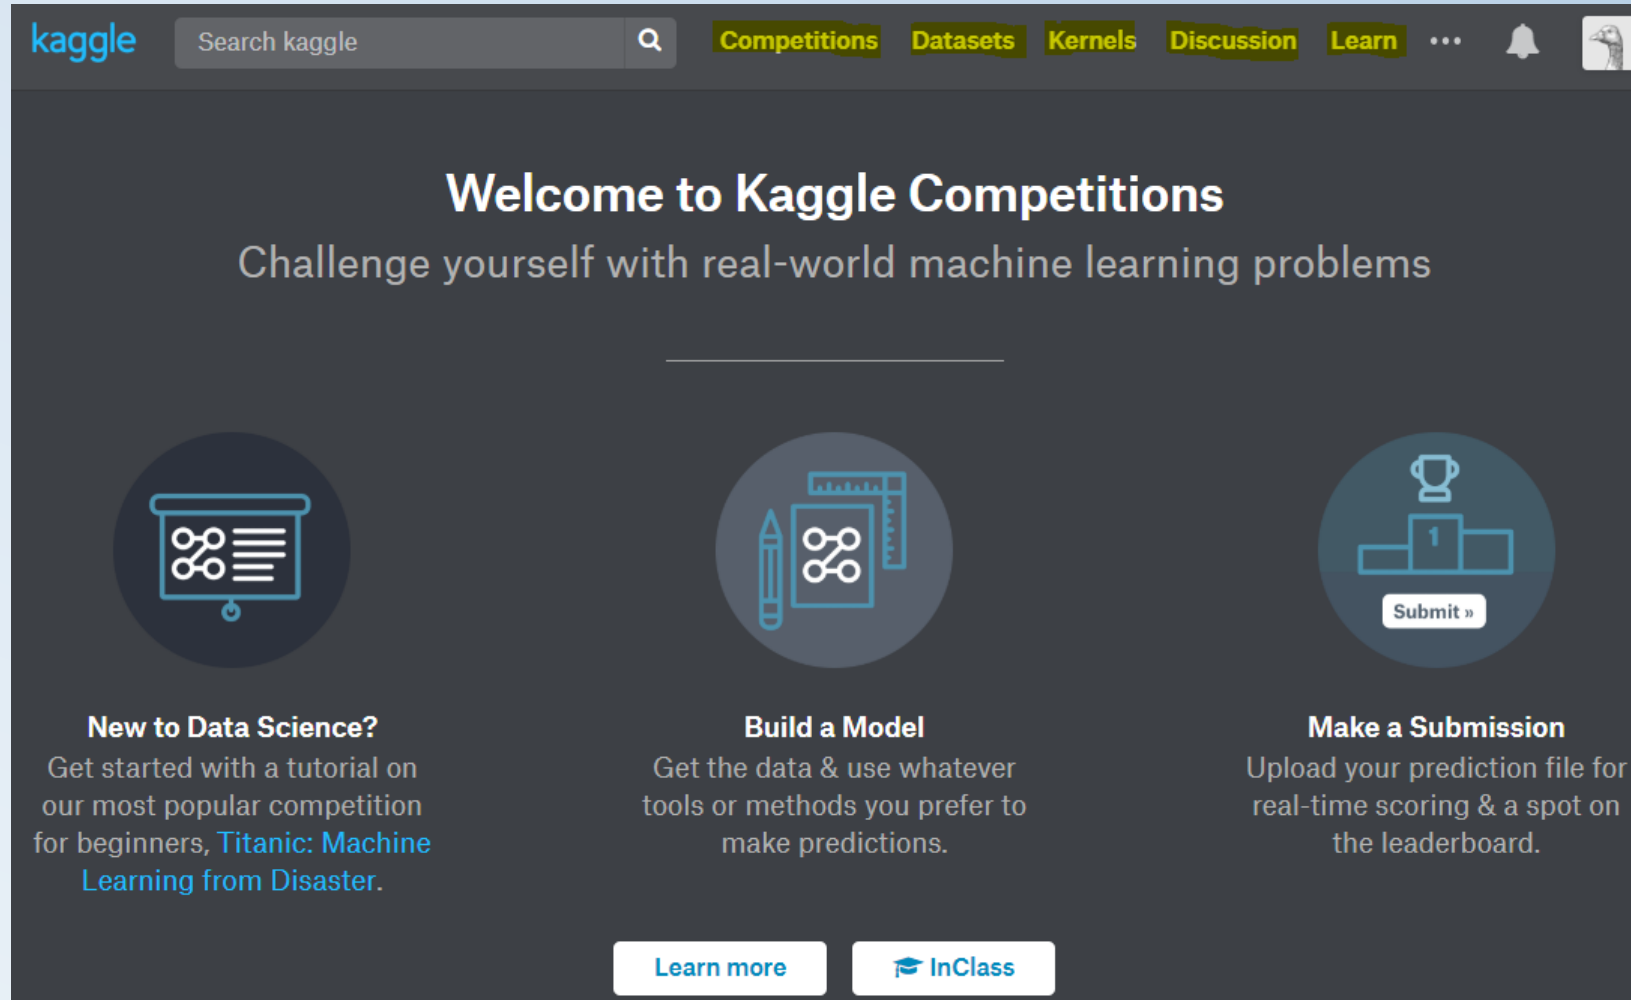 kaggle Search kaggle Competitions Datasets Kernels Discussion Learn
Welcome to Kaggle Competitions
Challenge yourself with real-world machine learning problems
1
Submit »
New to Data Science?
Get started with a tutorial on
our most popular competition
for beginners, Titanic: Machine
Learning from Disaster.
Build a Model
Get the data & use whatever
tools or methods you prefer to
make predictions.
Make a Submission
Upload your prediction file for
real-time scoring & a spot on
the leaderboard.
Learn more
InClass